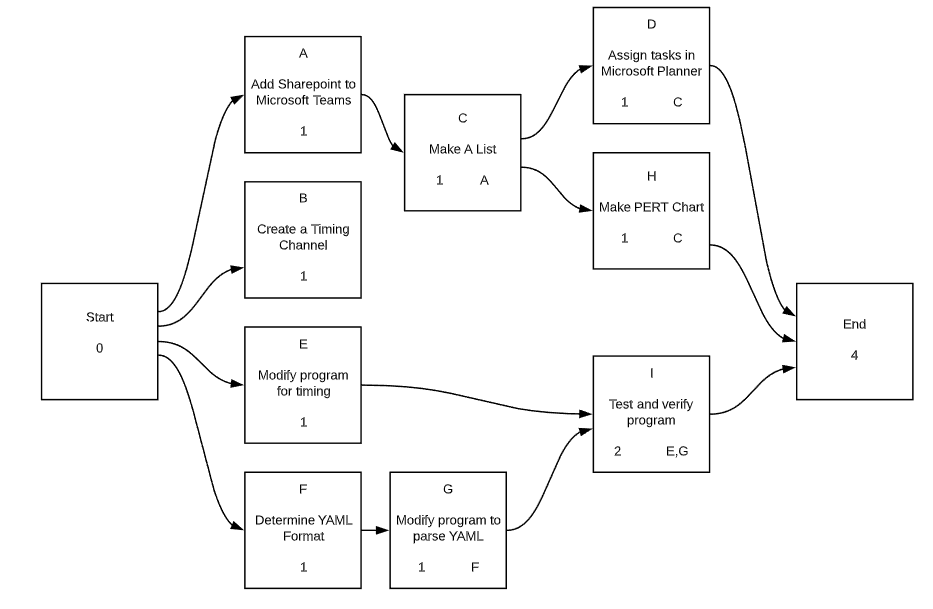 Start
0
A
Add Sharepoint to
Microsoft Teams
1
B
Create a Timing
Channel
1
E
Modify program
for timing
1
F
Determine YAML
Format
1
C
Make A List
1 A
G
Modify program to
parse YAML
1 F
D
Assign tasks in
Microsoft Planner
1 C
H
Make PERT Chart
1 C
I
Test and verify
program
2 E,G
End
4